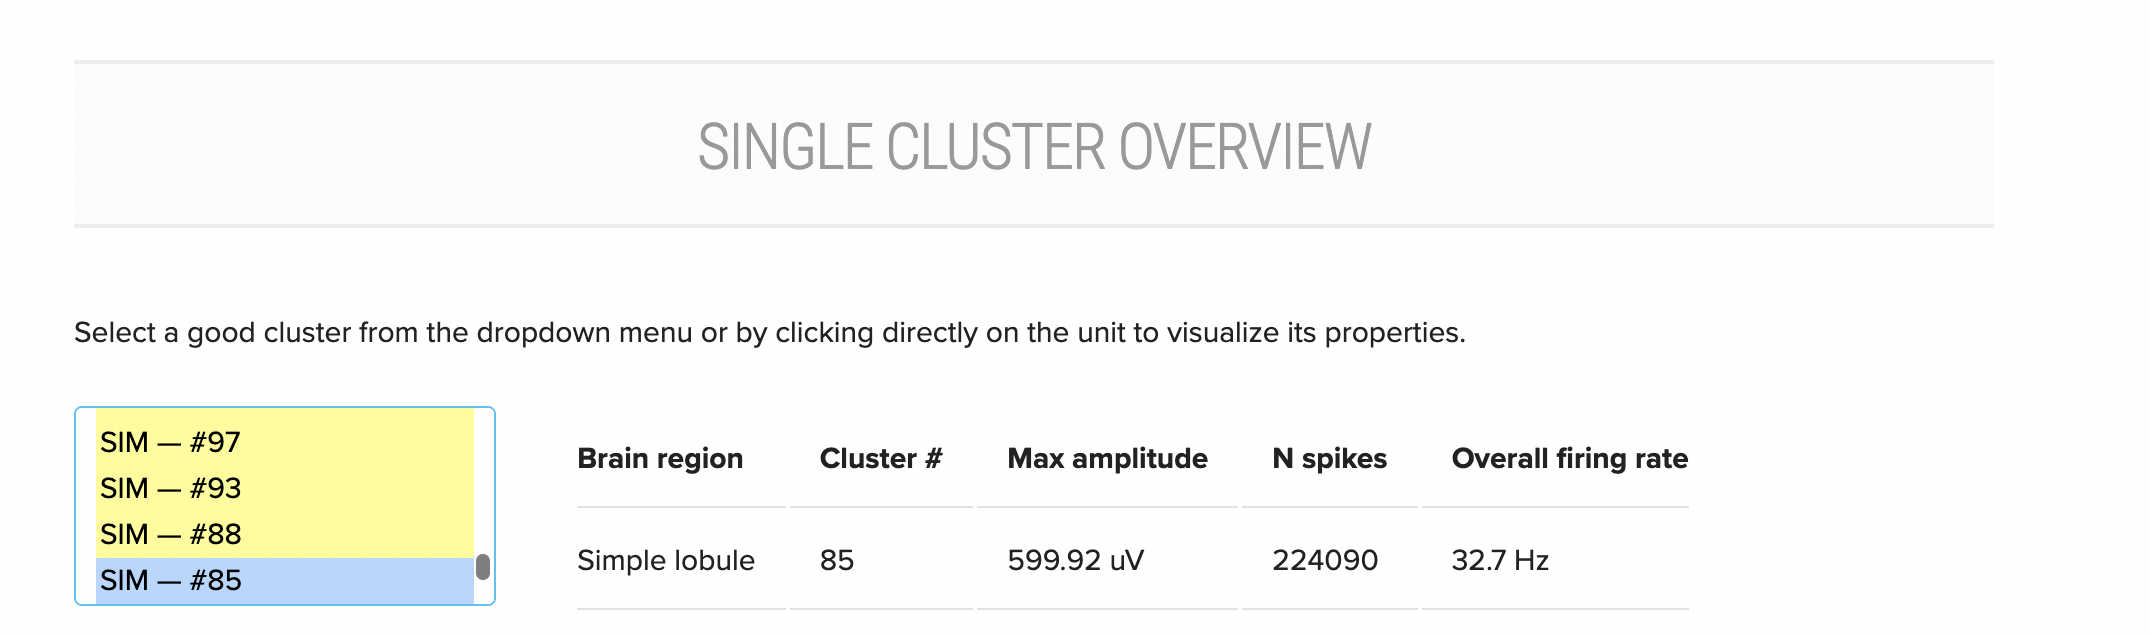 SINGLE CLUSTER OVERVIEW
Select a good cluster from the dropdown menu or by clicking directly on the unit to visualize its properties.
SIM — #97
SIM — #93
SIM — #88
SIM — #85
Brain region Cluster # Max amplitude N spikes Overall firing rate
Simple lobule 85 599.92 uV 224090 32.7 Hz